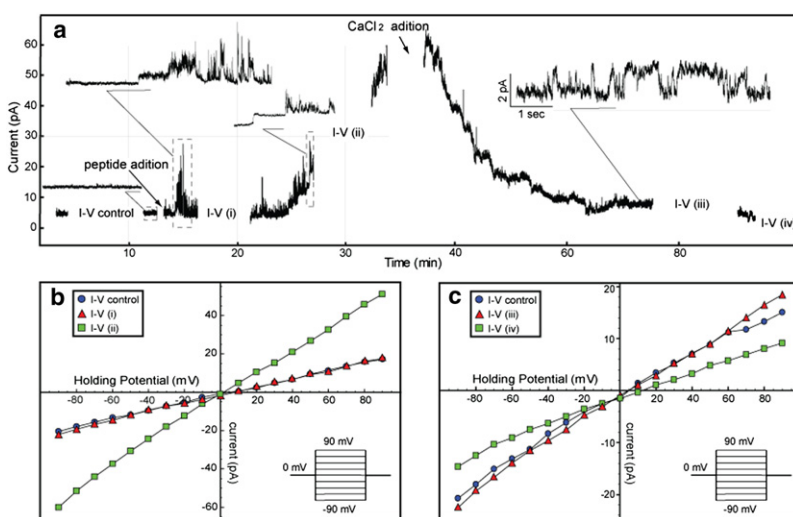 a
CaCl2 adition
60
50
40
30
20
10
0
Current (pA)
I-V (ii)
2 pA
1 sec
peptide adition
I-V control
I-V (i)
I-V (iii)
I-V (iv)
10
20
30
40
60
80
Time (min)
b
I-V control
I-V (i)
I-V (ii)
40
20
Holding Potential (mV)
-80
-60
-40
-20
20
40
60
80
-20
-40
-60
current (pA)
90 mV
0 mV
-90 mV
c
I-V control
I-V (iii)
I-V (iv)
20
10
Holding Potential (mV)
-80
-60
-40
-20
20
40
60
80
-10
-20
current (pA)
90 mV
0 mV
-90 mV